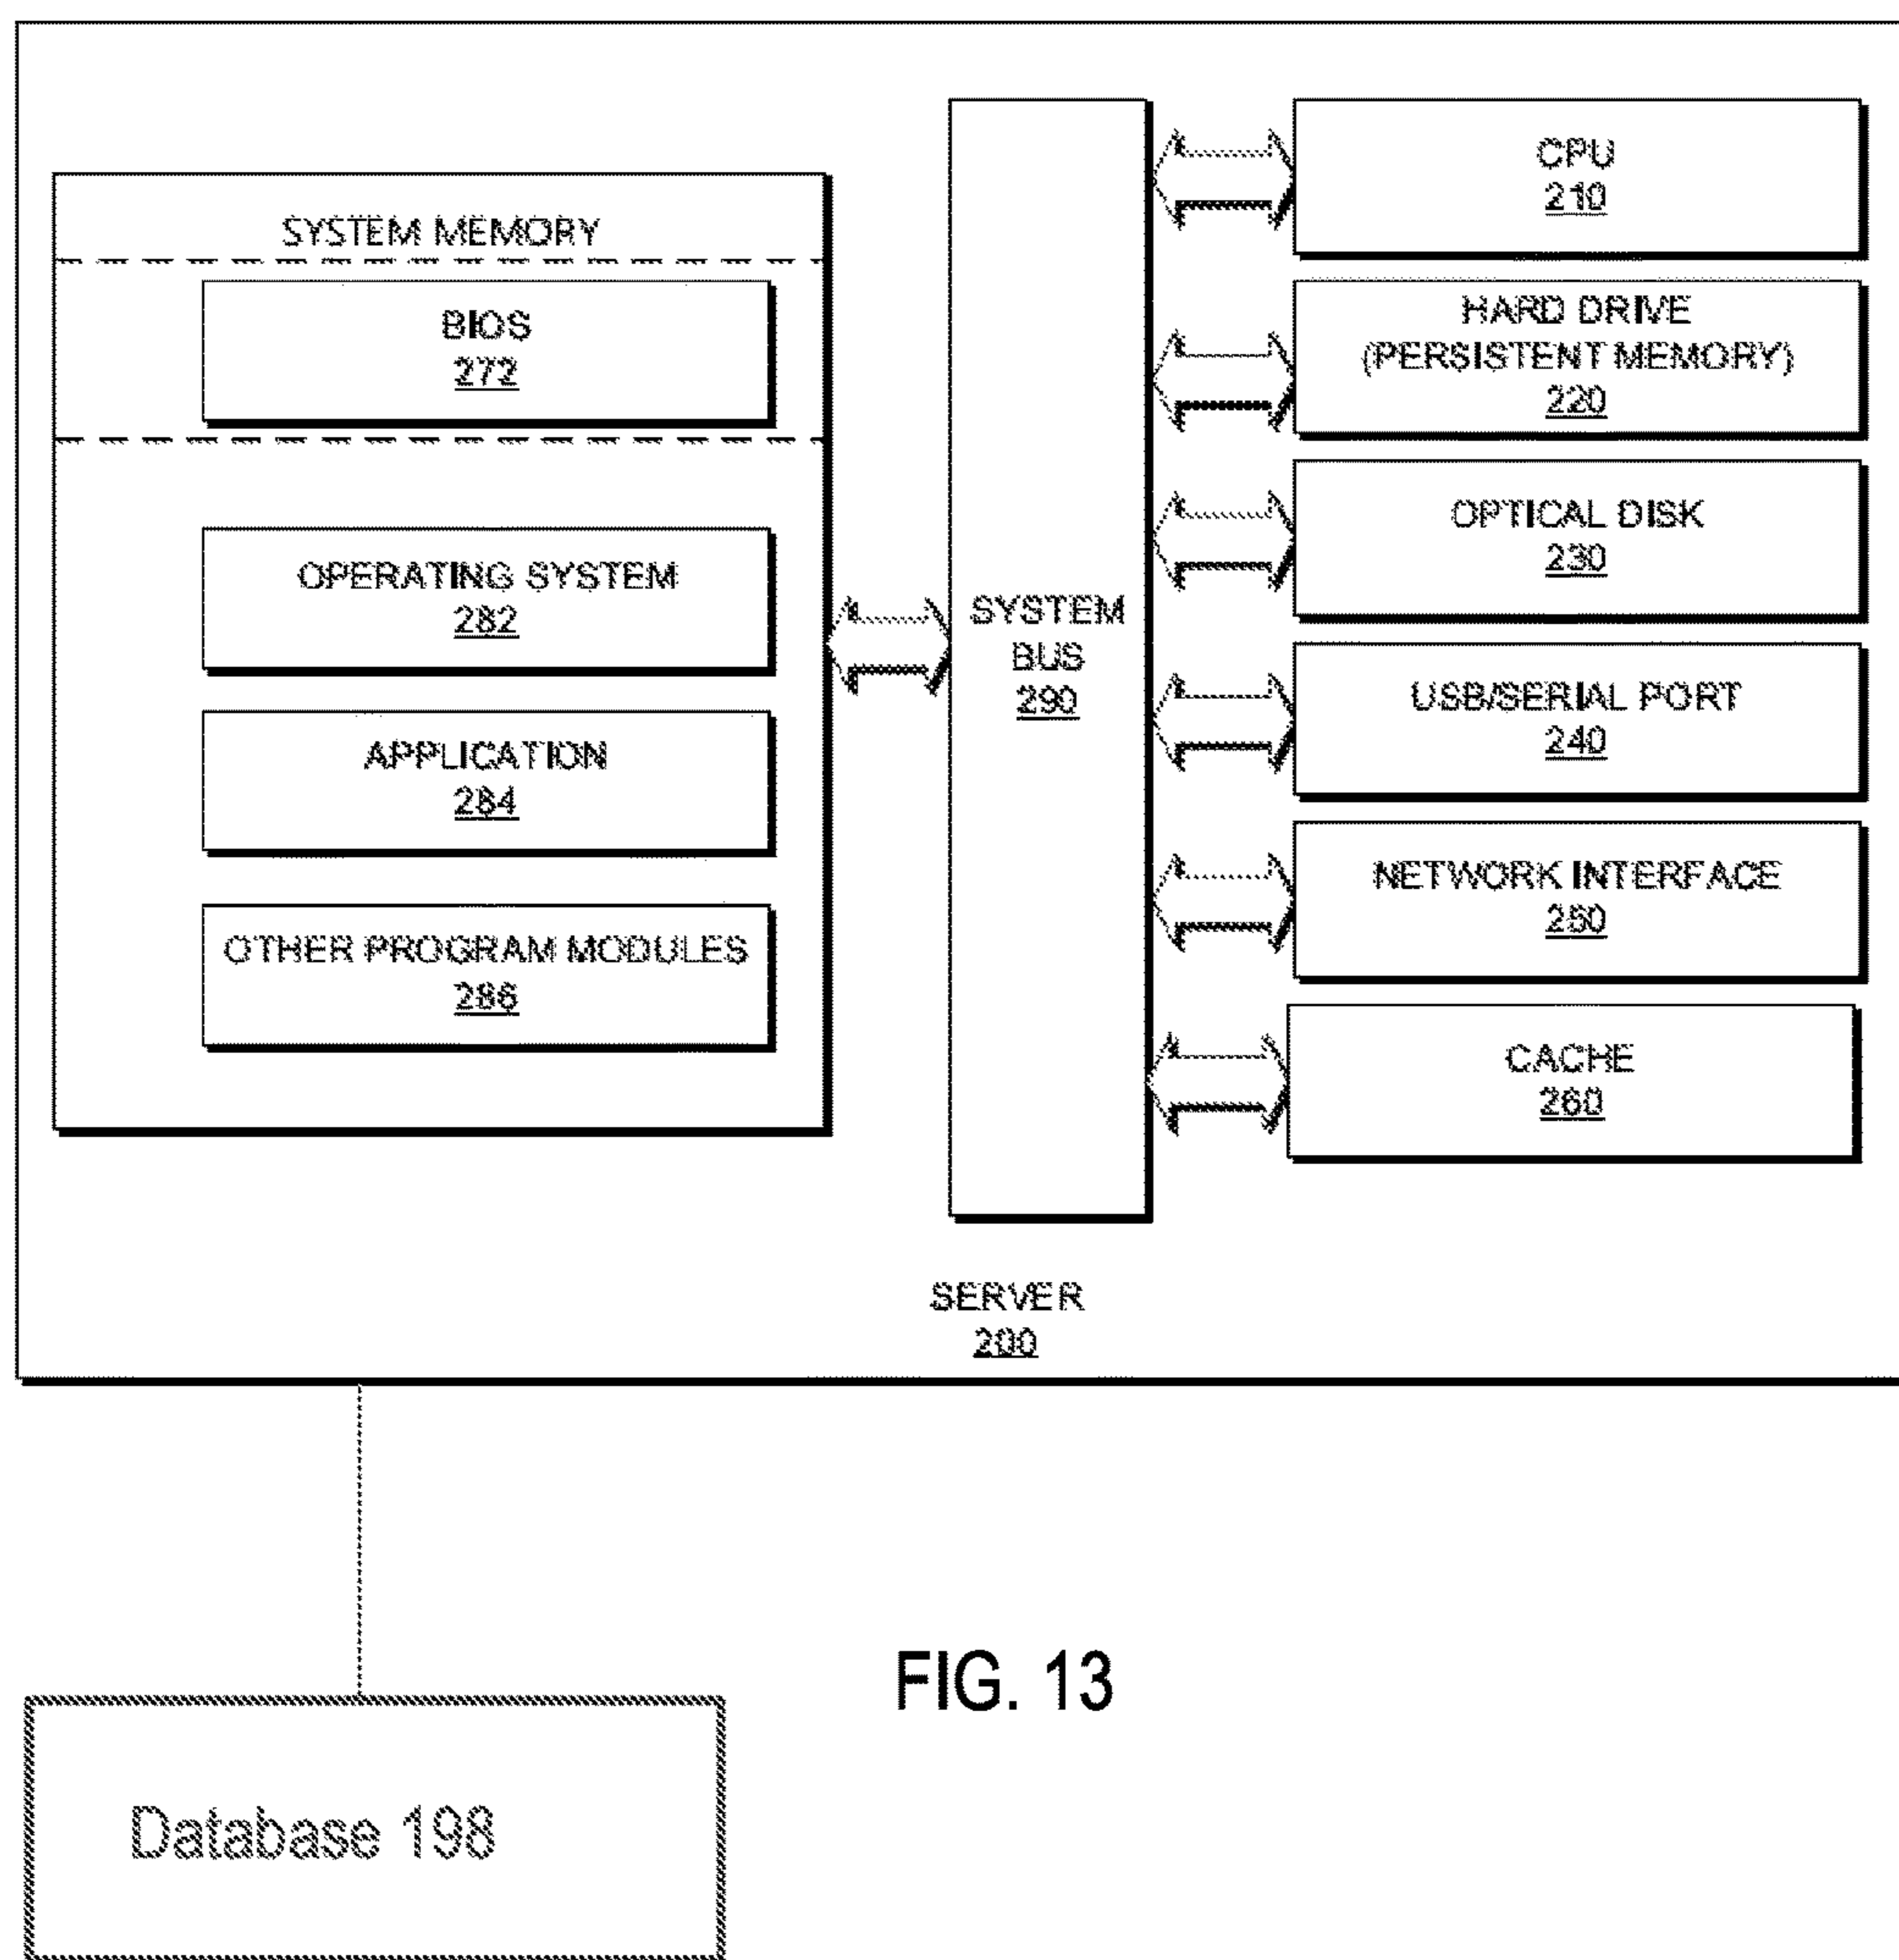 SYSTEM MEMORY
BIOS
272
OPERATING SYSTEM
282
APPLICATION
284
OTHER PROGRAM MODULES
286
SYSTEM
BUS
290
CPU
210
HARD DRIVE
(PERSISTENT MEMORY)
220
OPTICAL DISK
230
USB/SERIAL PORT
240
NETWORK INTERFACE
250
CACHE
260
SERVER
200
FIG. 13
Database 198